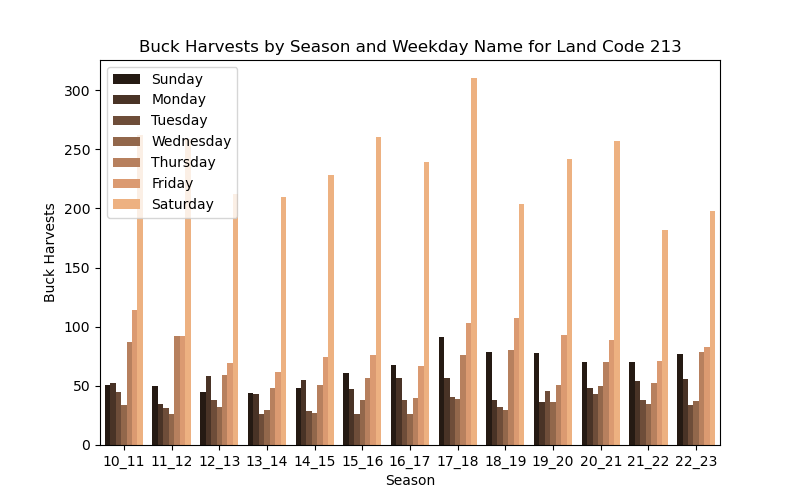 Buck Harvests by Season and Weekday Name for Land Code 213
Sunday
Monday
Tuesday
Wednesday
Thursday
Friday
Saturday
300
250
200
150
100
50
0
Buck Harvests
10_11 11_12 12_13 13_14 14_15 15_16 16_17 17_18 18_19 19_20 20_21 21_22 22_23
Season